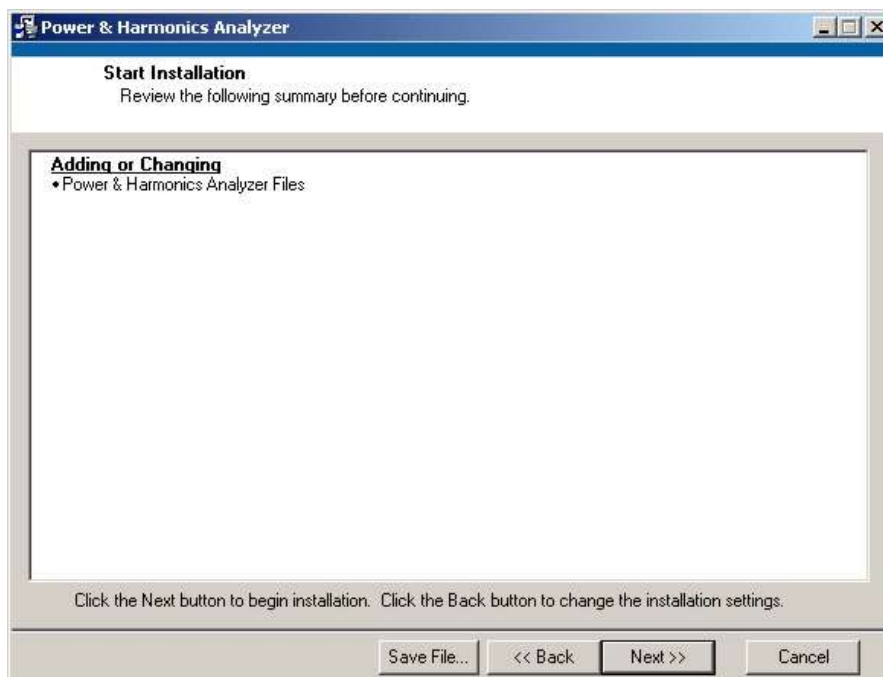 Power & Harmonics Analyzer
Start Installation
Review the following summary before continuing.
Adding or Changing
• Power & Harmonics Analyzer Files
Click the Next button to begin installation. Click the Back button to change the installation settings.
Save File... << Back Next >> Cancel